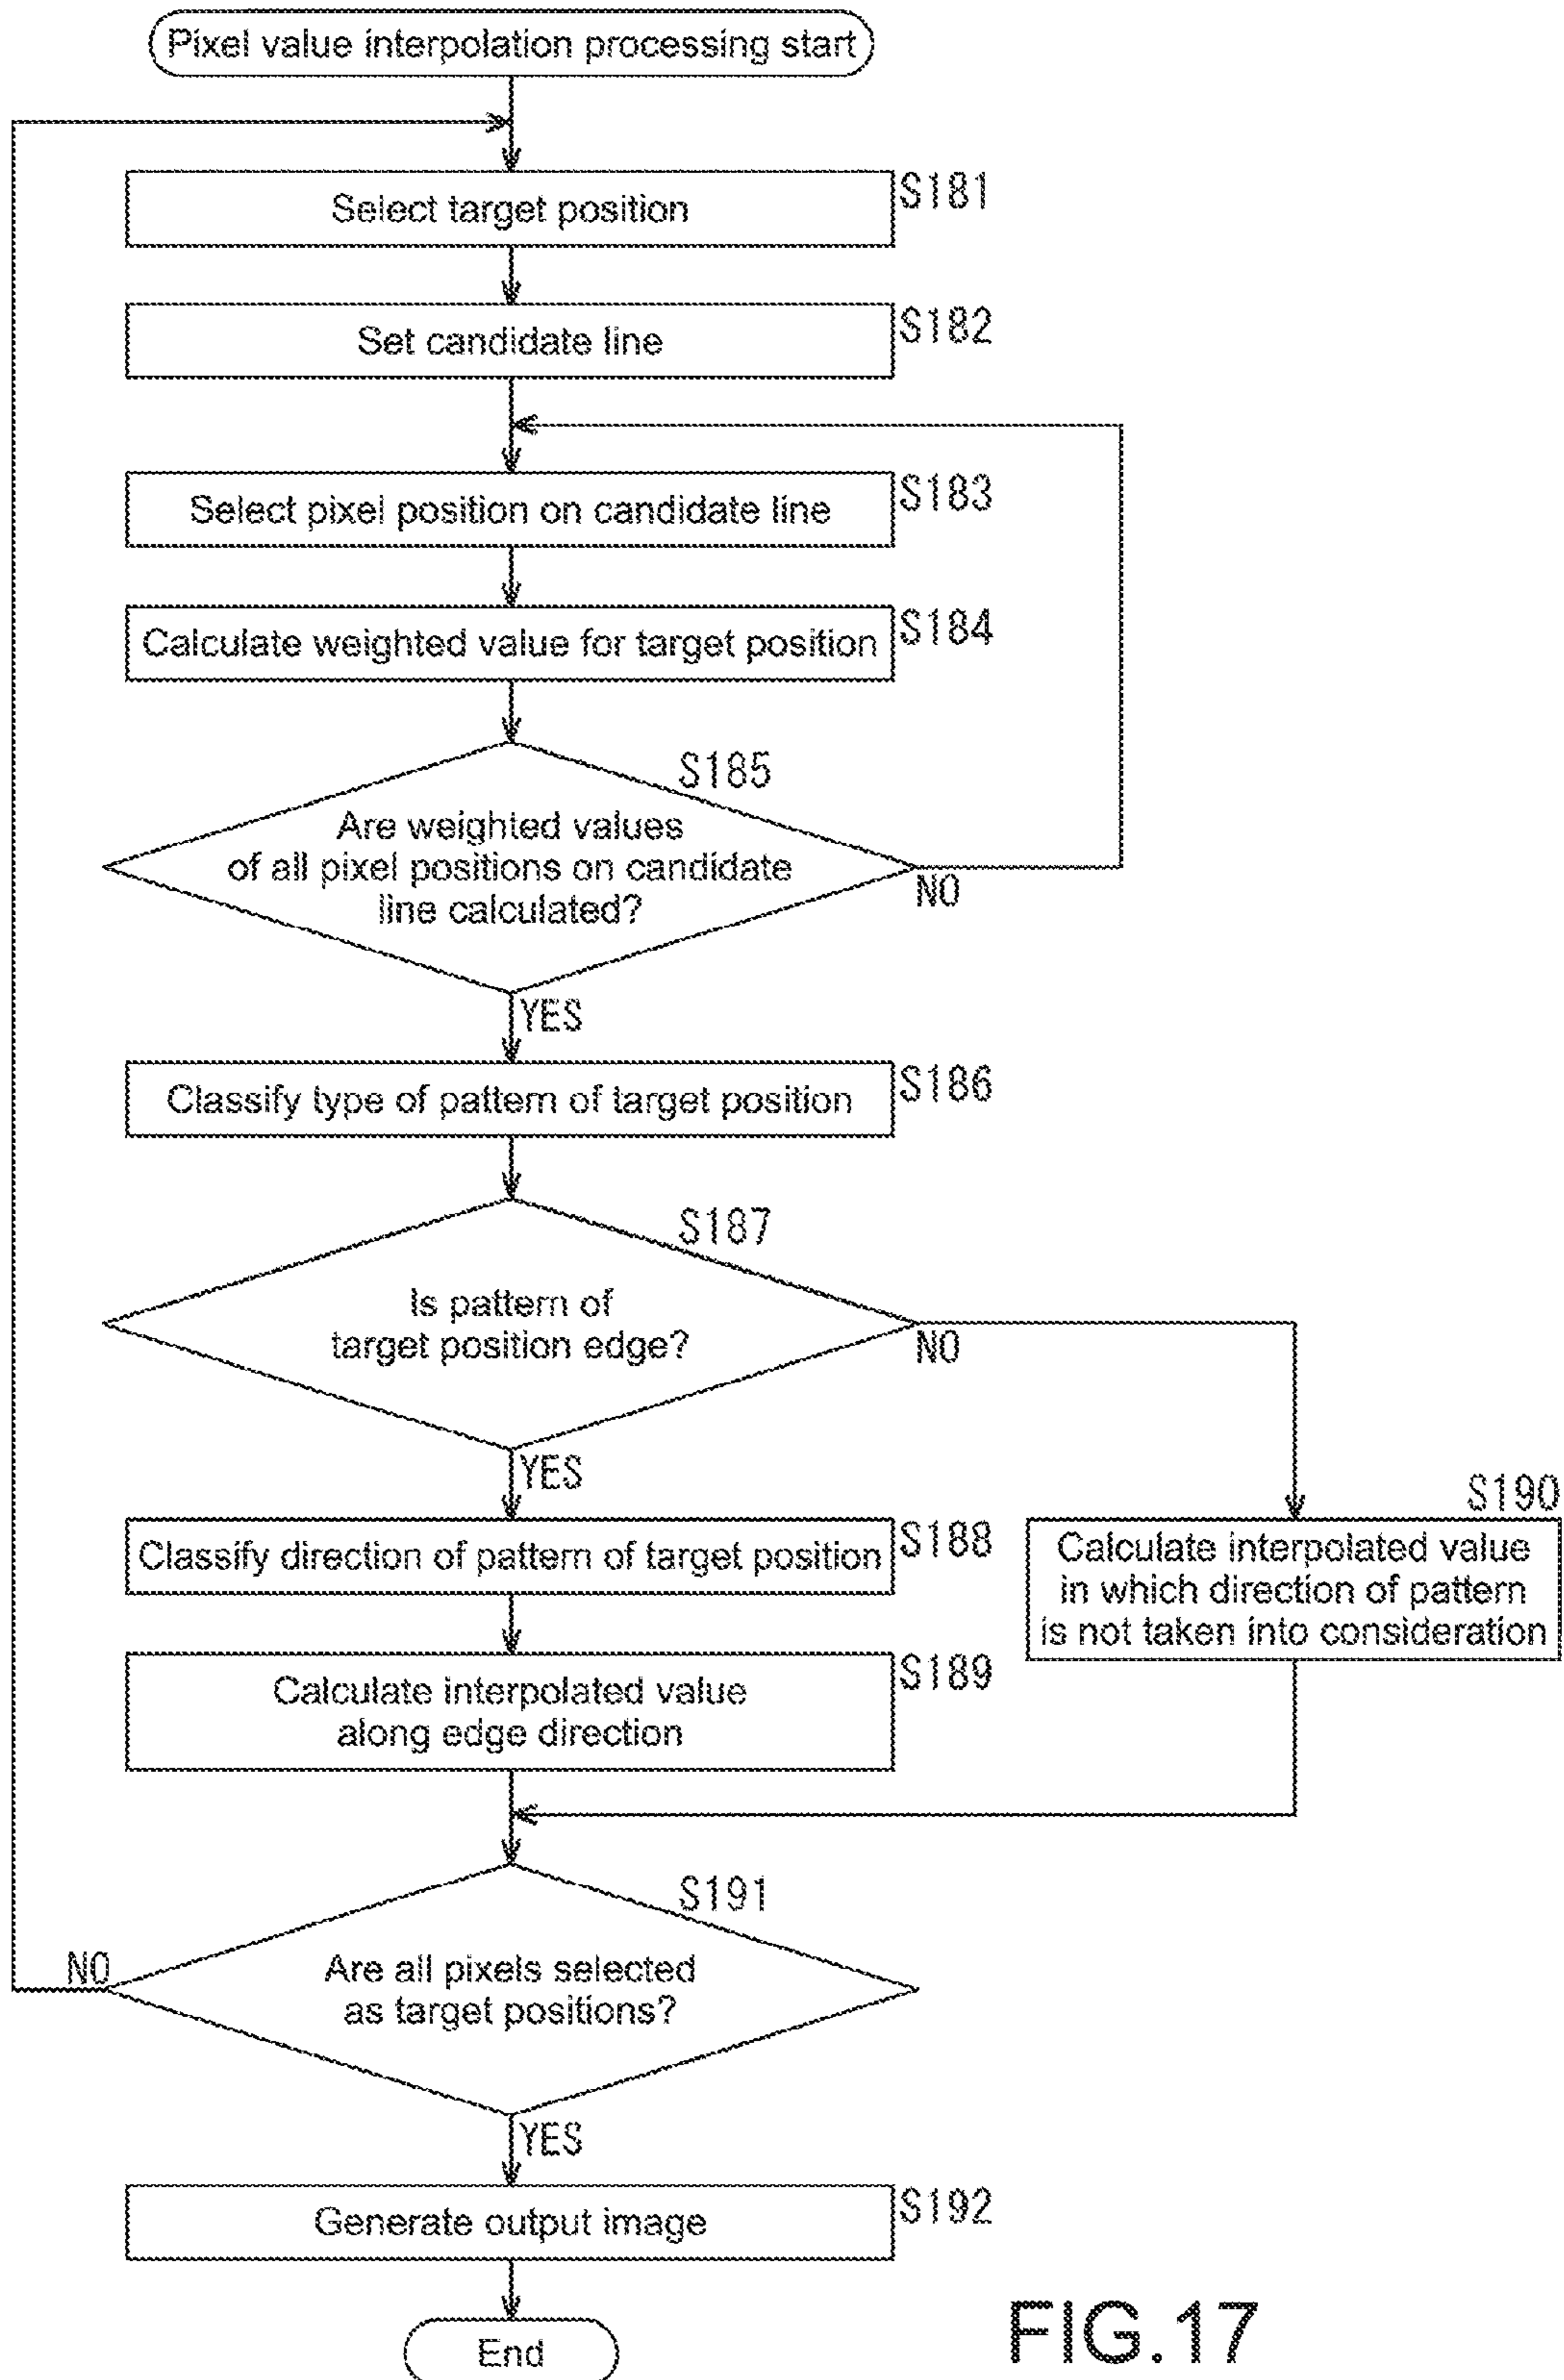 Pixel value interpolation processing start
S181
Select target position
S182
Set candidate line
S183
Select pixel position on candidate line
S184
Calculate weighted value for target position
S185
Are weighted values
of all pixel positions on candidate
line calculated?
NO
YES
S186
Classify type of pattern of target position
S187
Is pattern of
target position edge?
NO
YES
S188
Classify direction of pattern of target position
S190
Calculate interpolated value
in which direction of pattern
is not taken into consideration
S189
Calculate interpolated value
along edge direction
S191
NO
Are all pixels selected
as target positions?
YES
S192
Generate output image
End
FIG.17